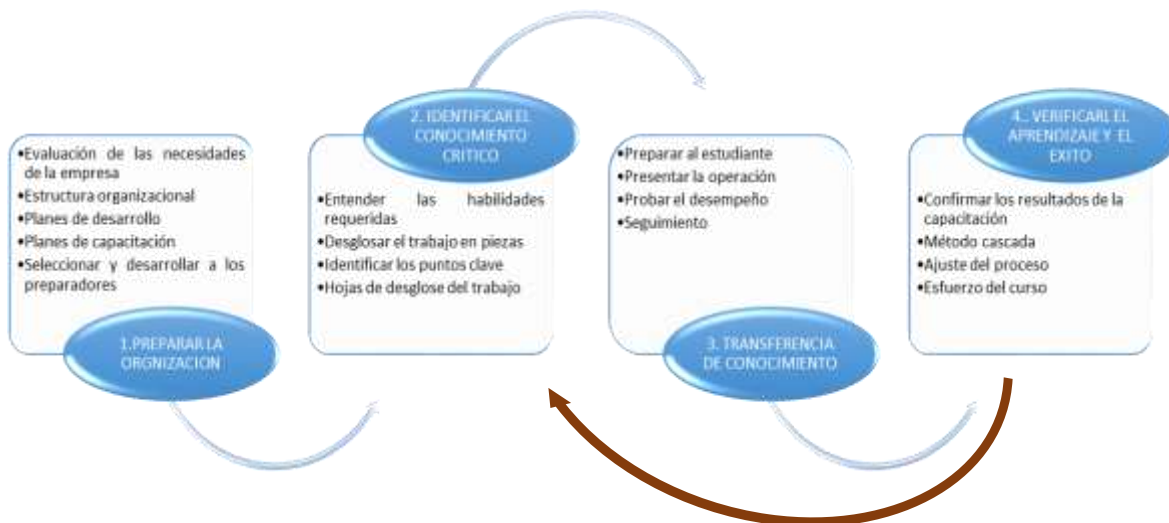 •Evaluación de las necesidades
de la empresa
•Estructura organizacional
•Planes de desarrollo
•Planes de capacitación
•Seleccionar y desarrollar a los
preparadores
1.PREPARAR LA
ORGNIZACION
2. IDENTIFICAR EL
CONOCIMIENTO
CRITICO
•Entender las habilidades
requeridas
•Desglosar el trabajo en piezas
•Identificar los puntos clave
•Hojas de desglose del trabajo
•Preparar al estudiante
•Presentar la operación
•Probar el desempeño
•Seguimiento
3. TRANSFERENCIA
DE CONOCIMIENTO
4.. VERIFICARL EL
APRENDIZAJE Y EL
EXITO
•Confirmar los resultados de la
capacitación
•Método cascada
•Ajuste del proceso
•Esfuerzo del curso